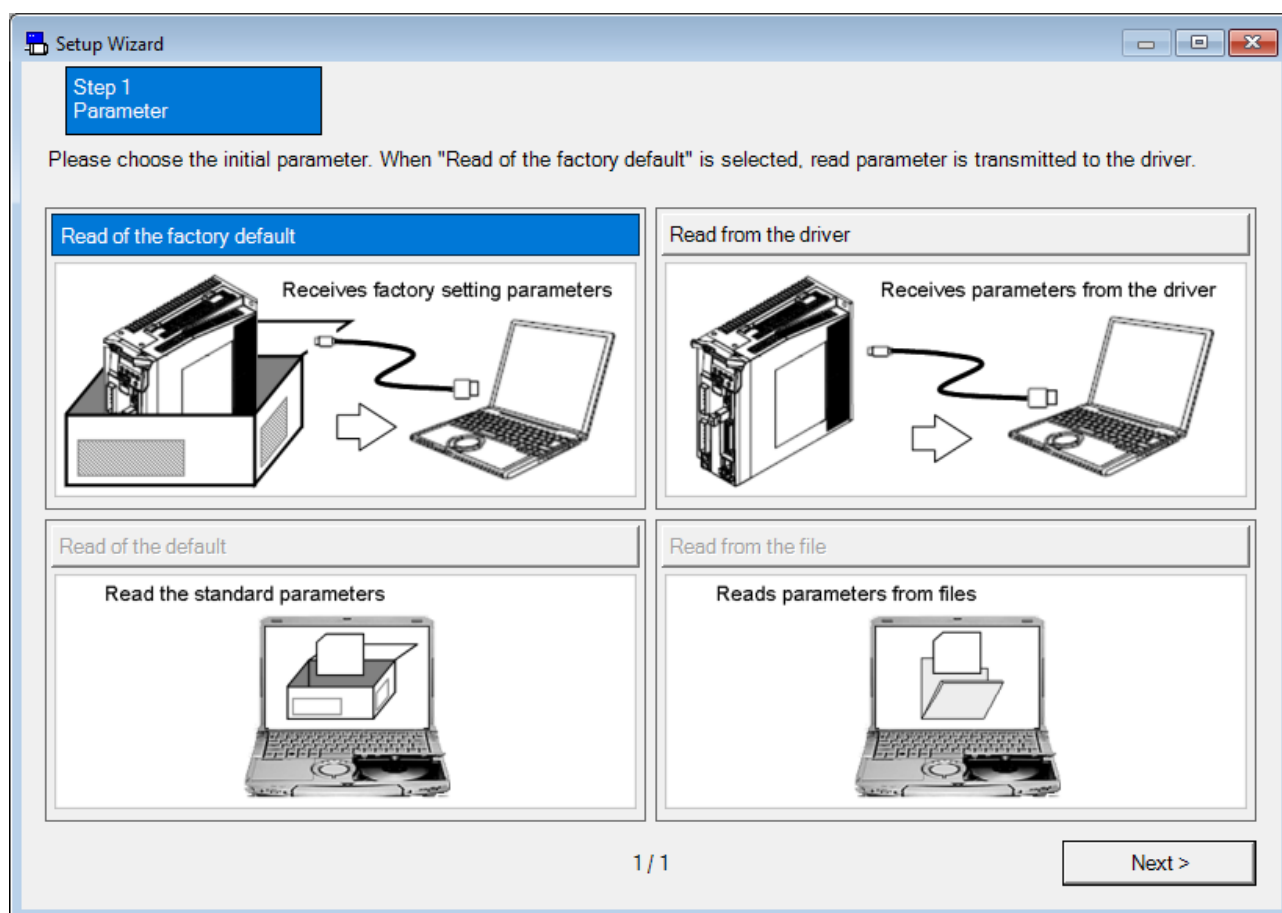 Setup Wizard
Step 1
Parameter
Please choose the initial parameter. When "Read of the factory default" is selected, read parameter is transmitted to the driver.
Read of the factory default
Receives factory setting parameters
Read from the driver
Receives parameters from the driver
Read of the default
Read the standard parameters
Read from the file
Reads parameters from files
1 / 1
Next >